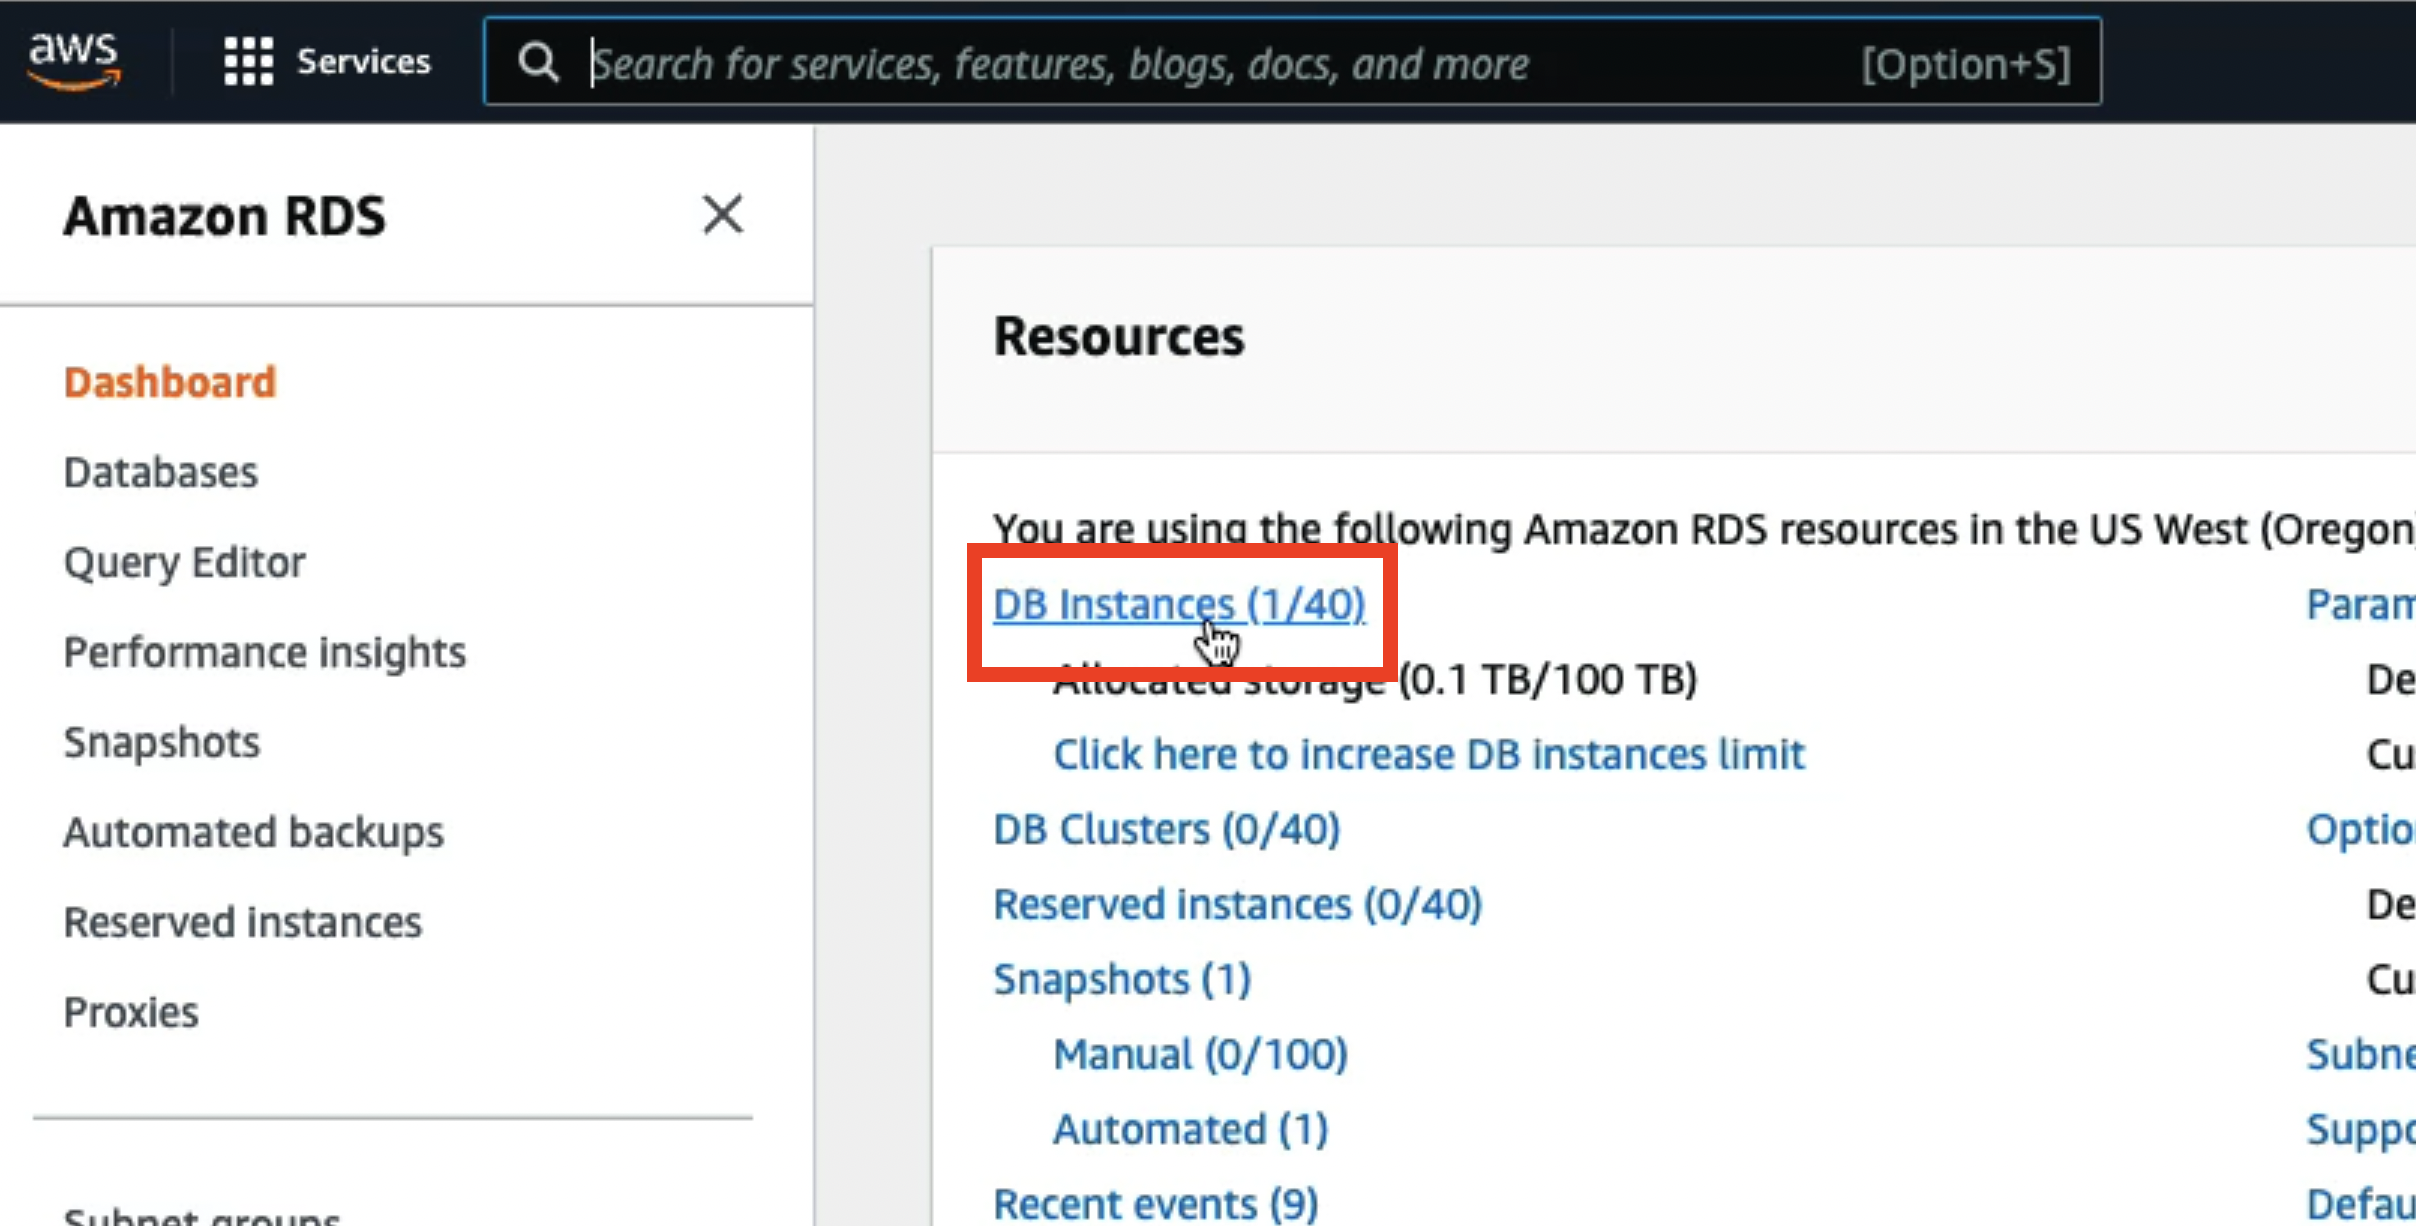 aws
Services
Search for services, features, blogs, docs, and more
[Option+S]
Amazon RDS
Dashboard
Databases
Query Editor
Performance insights
Snapshots
Automated backups
Reserved instances
Proxies
Subnet groups
Resources
You are using the following Amazon RDS resources in the US West (Oregon)
DB Instances (1/40)
Allocated storage (0.1 TB/100 TB)
Click here to increase DB instances limit
DB Clusters (0/40)
Reserved instances (0/40)
Snapshots (1)
Manual (0/100)
Automated (1)
Recent events (9)
Param
De
Cu
Optio
De
Cu
Subne
Suppo
Defau